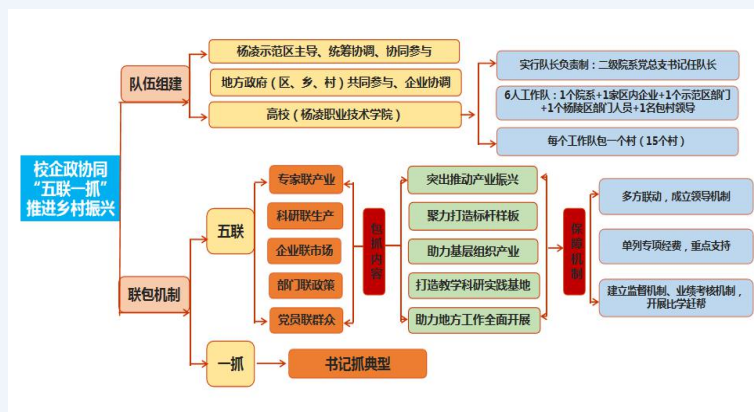 校企政协同
“五联一抓”
推进乡村振兴
队伍组建
杨凌示范区主导、统筹协调、协同参与
地方政府（区、乡、村）共同参与、企业协调
高校（杨凌职业技术学院）
实行队长负责制：二级院系党总支书记任队长
6人工作队：1个院系+1家区内企业+1个示范区部门
+1个杨陵区部门人员+1名包村领导
每个工作队包一个村（15个村）
联包机制
五联
专家联产业
科研联生产
企业联市场
部门联政策
党员联群众
包抓内容
突出推动产业振兴
聚力打造标杆样板
助力基层组织产业
打造教学科研实践基地
助力地方工作全面开展
保障机制
多方联动，成立领导机制
单列专项经费，重点支持
建立监督机制、业绩考核机制，
开展比学赶帮
一抓
书记抓典型